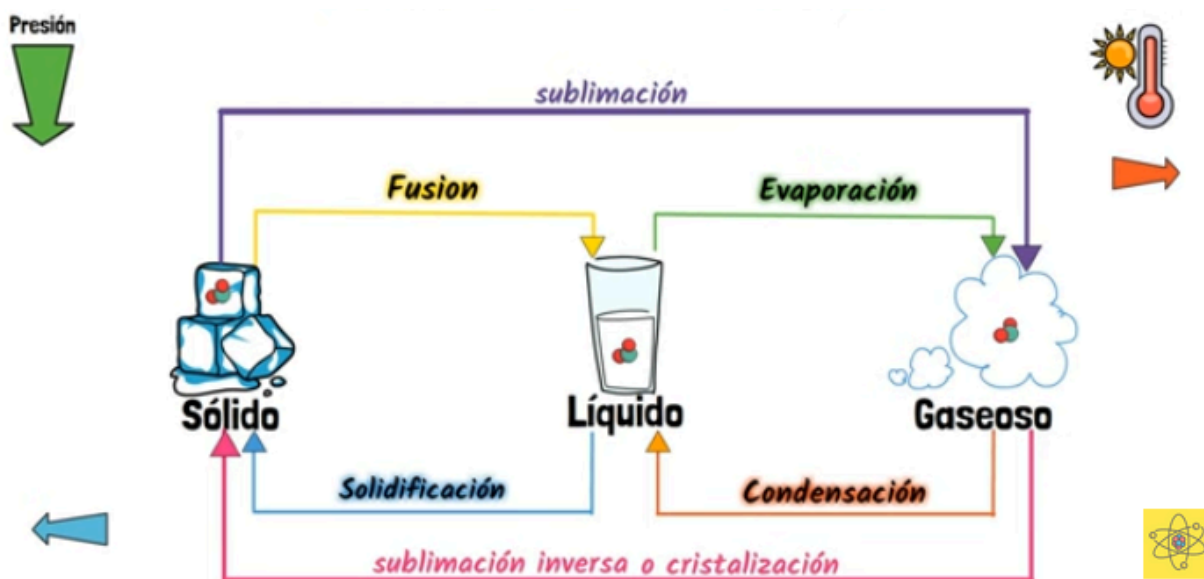 Presión
sublimación
Fusion
Evaporación
Sólido
Líquido
Gaseoso
Solidificación
Condensación
sublimación inversa o cristalización